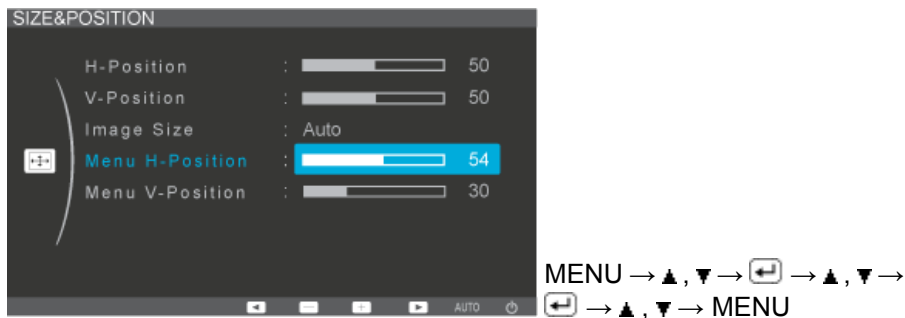 SIZE&POSITION
H-Position : 50
V-Position : 50
Image Size : Auto
Menu H-Position : 54
Menu V-Position : 30
AUTO
MENU → ▲ , ▼ → ↵ → ▲ , ▼ →
↵ → ▲ , ▼ → MENU